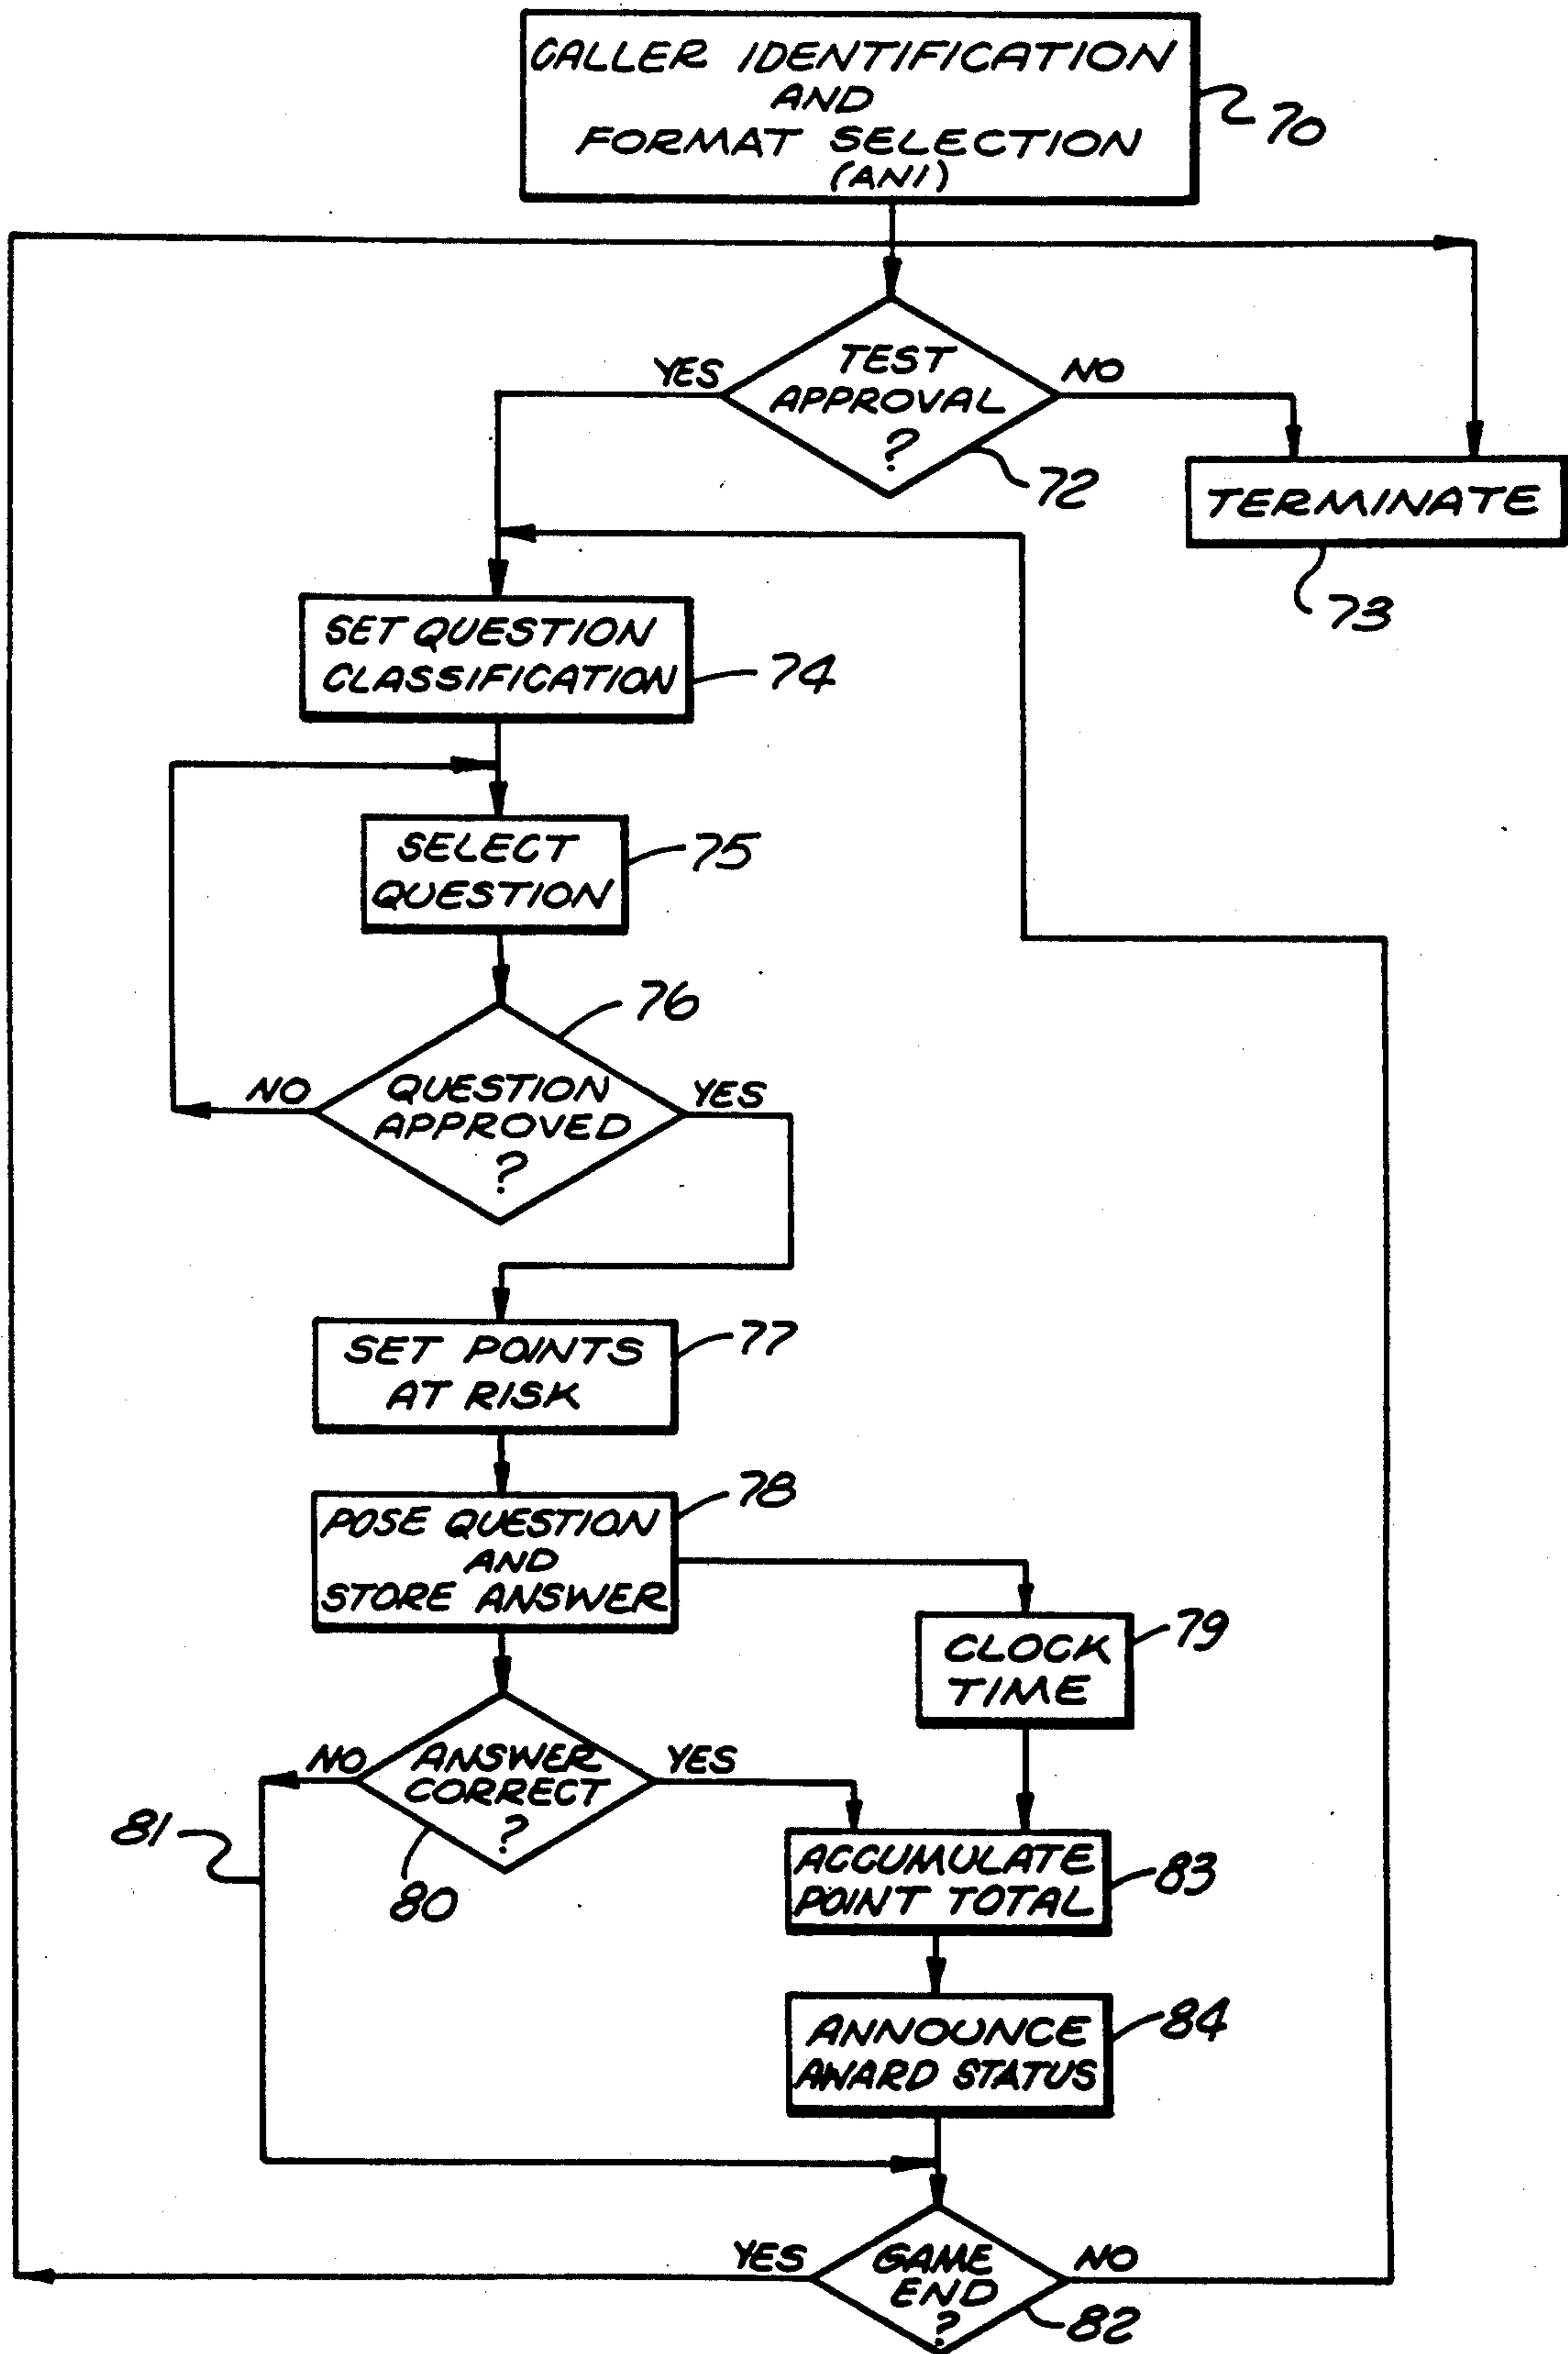 CALLER IDENTIFICATION
AND
FORMAT SELECTION
(ANI)
70
YES
TEST
APPROVAL
?
NO
72
TERMINATE
73
SET QUESTION
CLASSIFICATION
74
SELECT
QUESTION
75
76
NO
QUESTION
APPROVED
?
YES
SET POINTS
AT RISK
77
POSE QUESTION
AND
STORE ANSWER
78
CLOCK
TIME
79
NO
ANSWER
CORRECT
?
YES
81
80
ACCUMULATE
POINT TOTAL
83
ANNOUNCE
AWARD STATUS
84
YES
GAME
END
?
NO
82